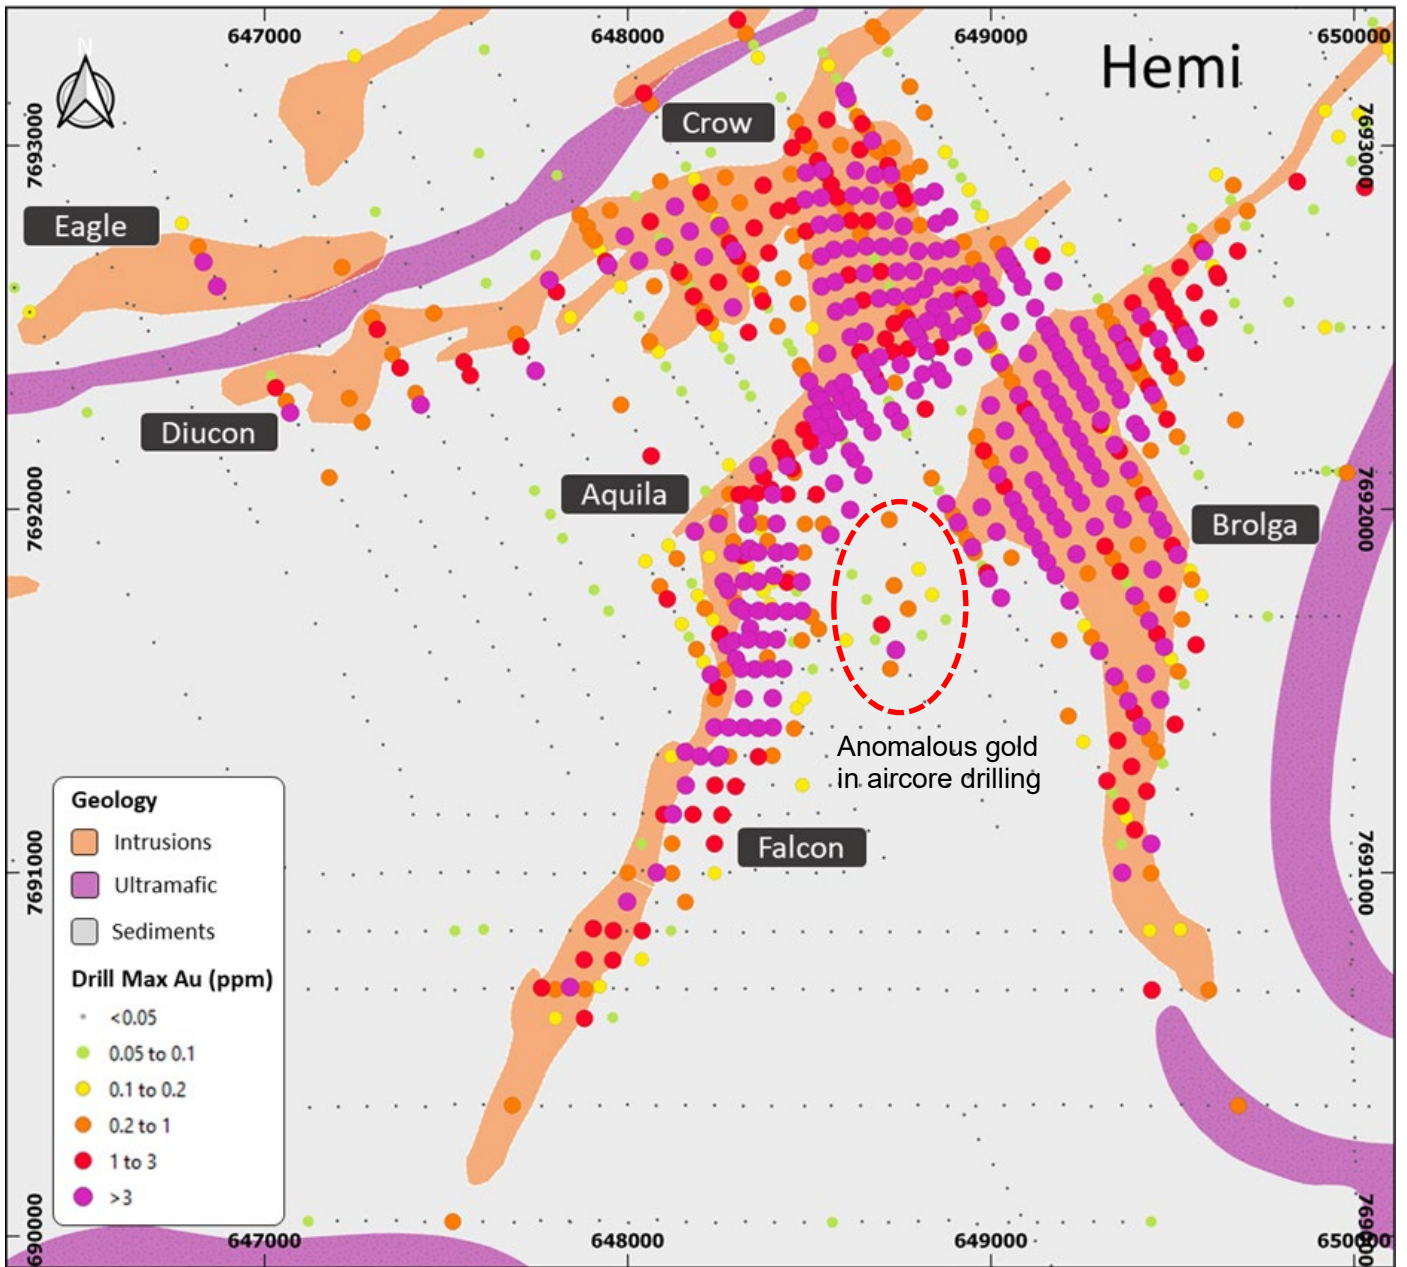 647000
648000
649000
650000
Hemi
N
Crow
7693000
7693000
Eagle
Diucon
Aquila
7692000
7692000
Brolga
Anomalous gold
in aircore drilling
Geology
Intrusions
Ultramafic
Sediments
Falcon
7691000
7691000
Drill Max Au (ppm)
<0.05
0.05 to 0.1
0.1 to 0.2
0.2 to 1
1 to 3
>3
690000
769000
647000
648000
649000
650000